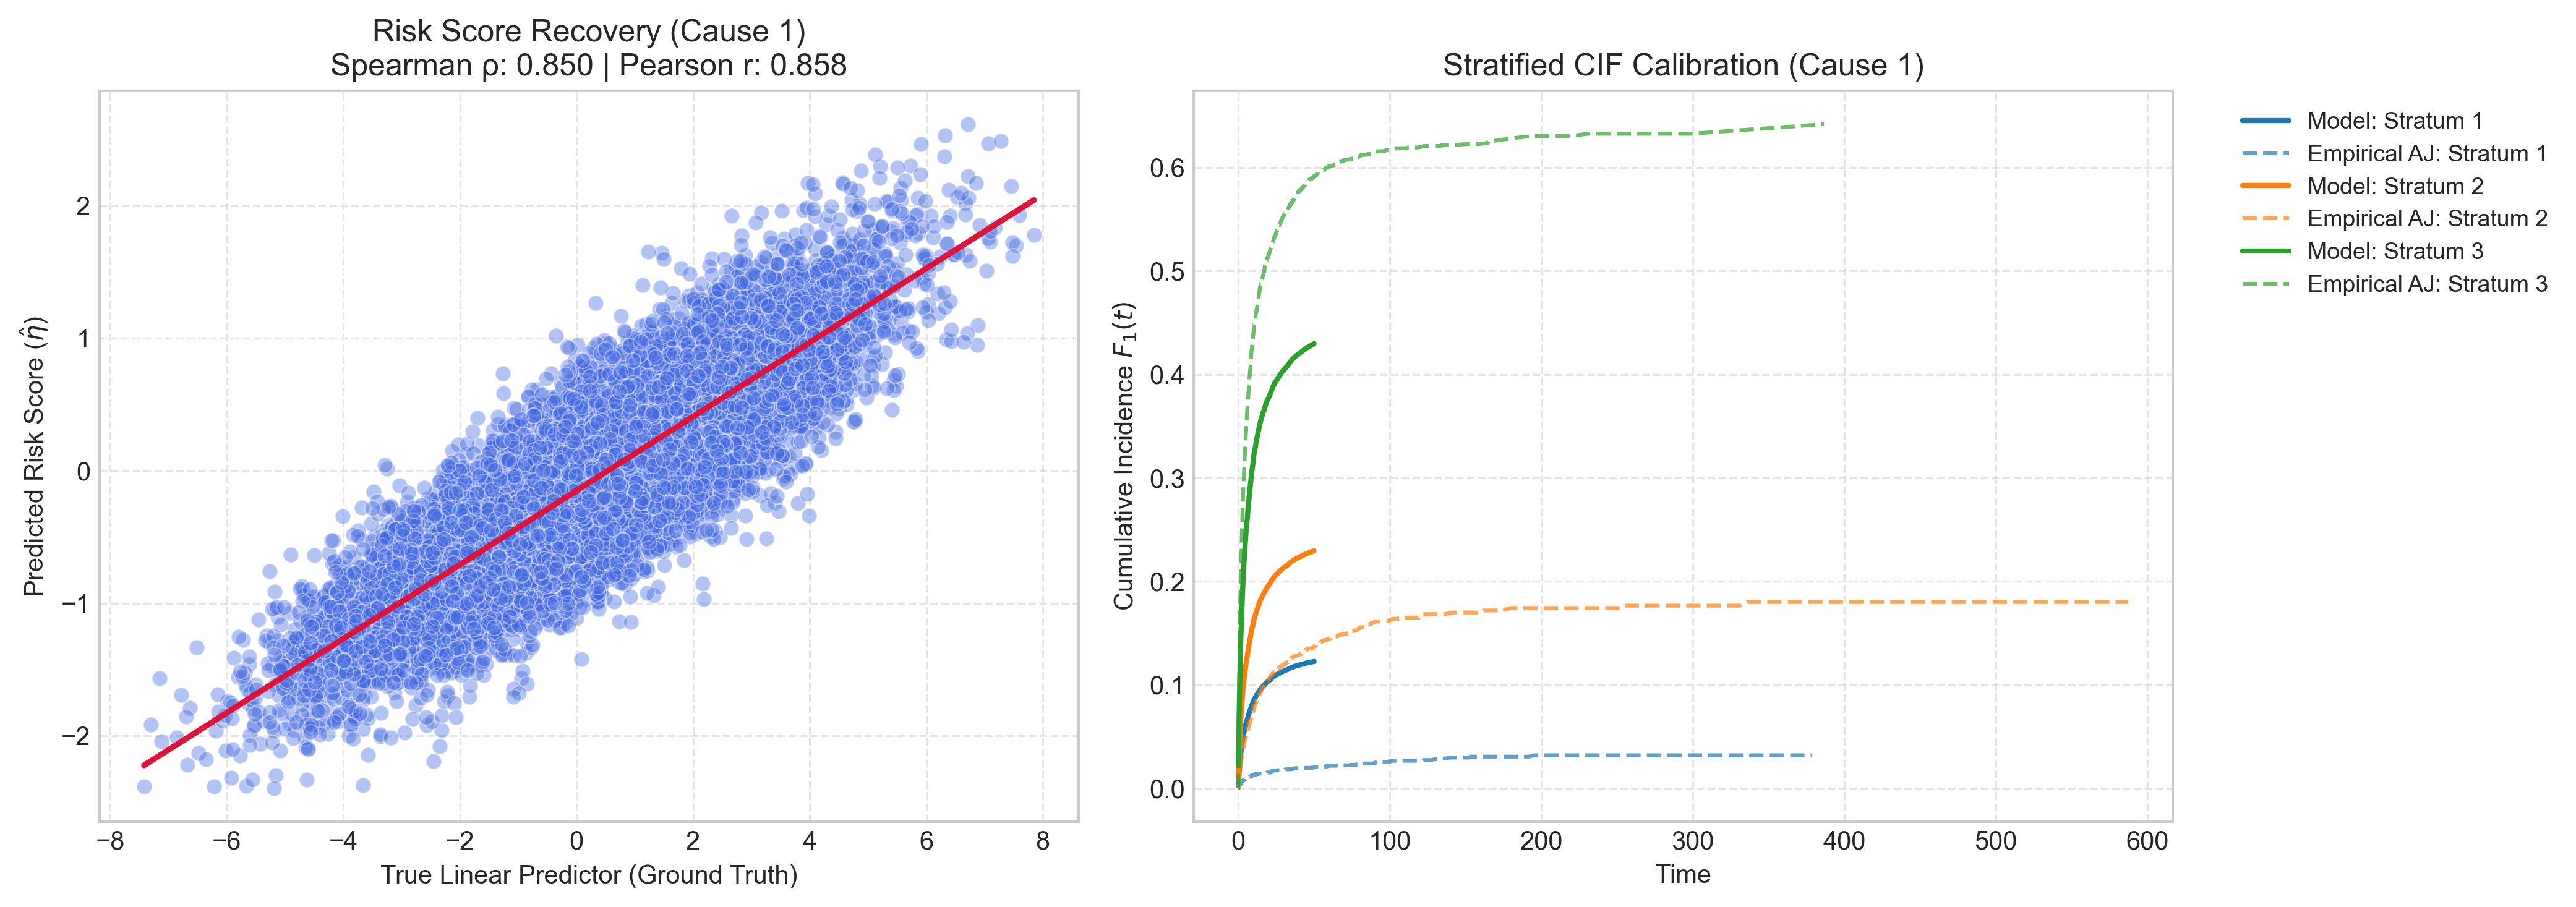 Risk Score Recovery (Cause 1)
Spearman ρ: 0.850 | Pearson r: 0.858
Predicted Risk Score (η̂)
2
1
0
−1
−2
−8
−6
−4
−2
0
2
4
6
8
True Linear Predictor (Ground Truth)
Stratified CIF Calibration (Cause 1)
Cumulative Incidence F₁(t)
0.6
0.5
0.4
0.3
0.2
0.1
0.0
0
100
200
300
400
500
600
Time
Model: Stratum 1
Empirical AJ: Stratum 1
Model: Stratum 2
Empirical AJ: Stratum 2
Model: Stratum 3
Empirical AJ: Stratum 3